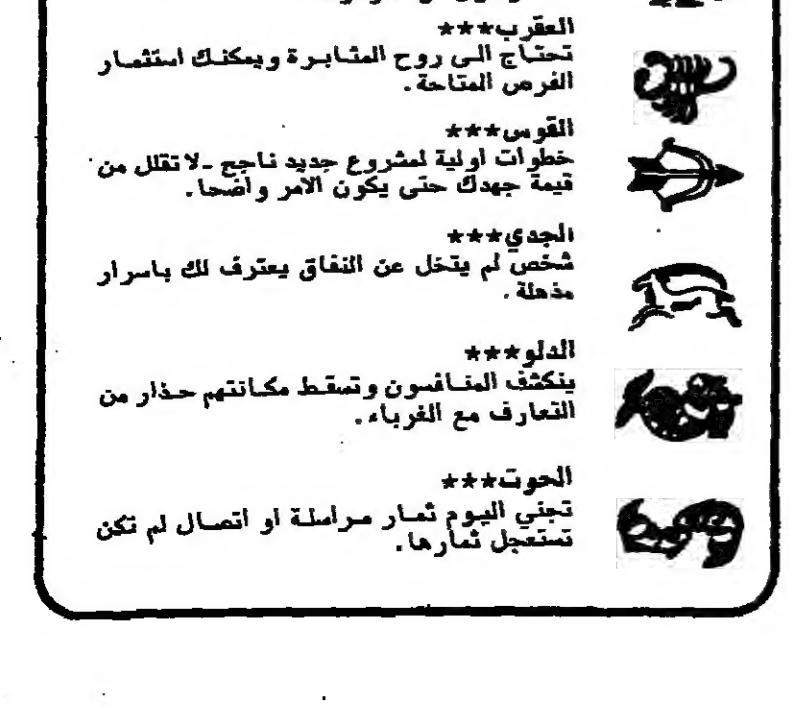 العقرب***
تحتاج الى روح المثابرة ويمكنك استثمار
الفرص المتاحة.
القوس***
خطوات اولية لمشروع جديد ناجح -لا تقلل من
قيمة جهدك حتى يكون الامر واضحا.
الجدي***
شخص لم يتخل عن النفاق يعترف لك باسرار
مذهلة.
الدلو***
ينكشف المنافسون وتسقط مكانتهم حذار من
التعارف مع الغرباء.
الحوت***
تجني اليوم ثمار مراسلة او اتصال لم تكن
تستعجل ثمارها.